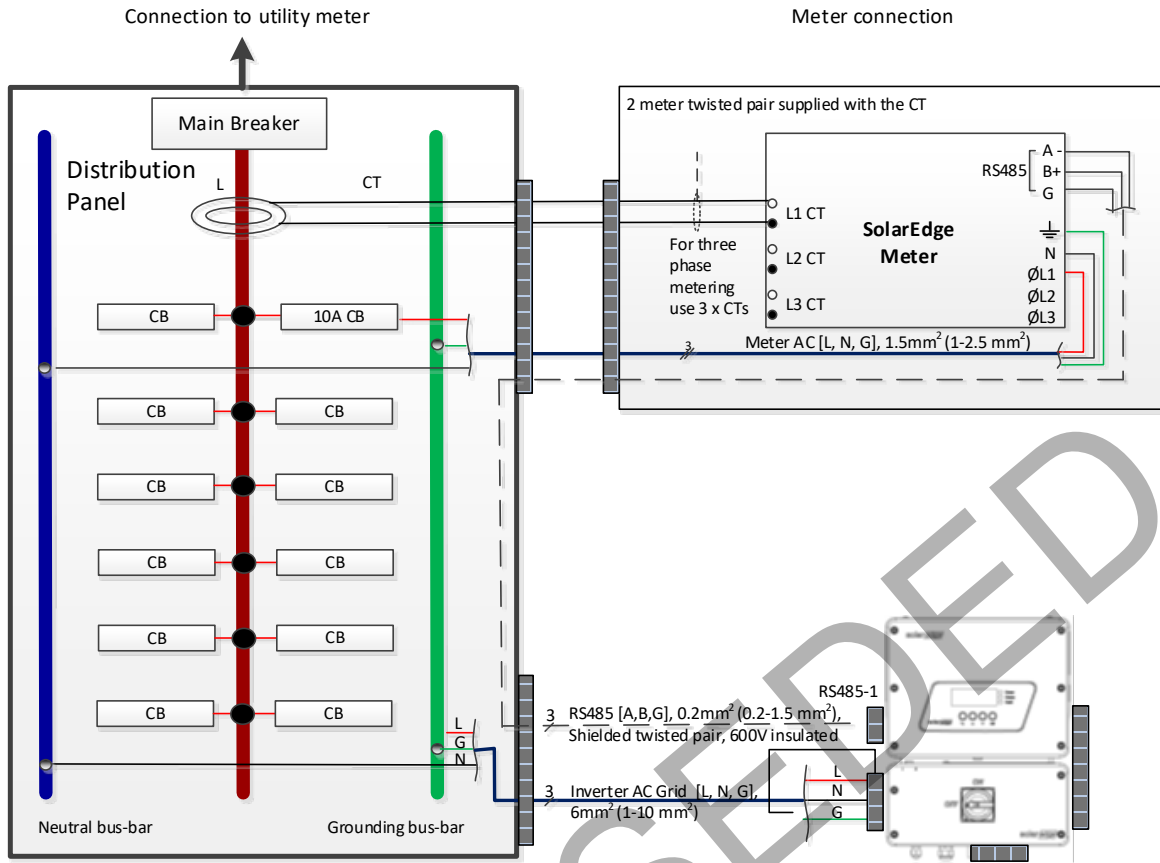 Connection to utility meter
Meter connection
Main Breaker
Distribution
Panel
L
CT
CB
10A CB
CB
CB
CB
CB
CB
CB
CB
CB
CB
CB
L
G
N
Neutral bus-bar
Grounding bus-bar
2 meter twisted pair supplied with the CT
RS485
A -
B+
G
L1 CT
L2 CT
L3 CT
SolarEdge
Meter
N
ØL1
ØL2
ØL3
For three
phase
metering
use 3 x CTs
3
Meter AC [L, N, G], 1.5mm² (1-2.5 mm²)
RS485-1
3
RS485 [A,B,G], 0.2mm² (0.2-1.5 mm²),
Shielded twisted pair, 600V insulated
3
Inverter AC Grid [L, N, G],
6mm² (1-10 mm²)
L
N
G
ON
OFF
SEDED